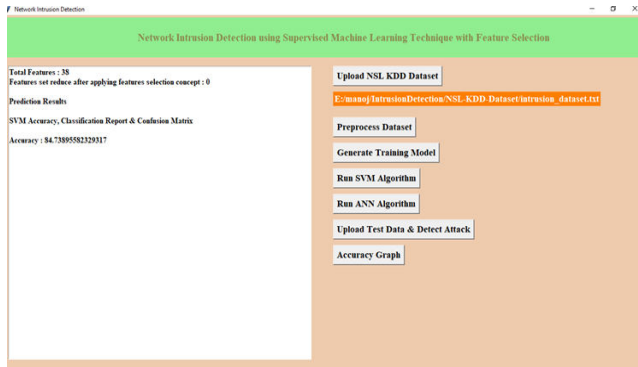 Network Intrusion Detection
Network Intrusion Detection using Supervised Machine Learning Technique with Feature Selection
Total Features : 38
Features set reduce after applying features selection concept : 0
Prediction Results
SVM Accuracy, Classification Report & Confusion Matrix
Accuracy : 84.73895582329317
Upload NSL KDD Dataset
E:/manoj/IntrusionDetection/NSL-KDD-Dataset/intrusion_dataset.txt
Preprocess Dataset
Generate Training Model
Run SVM Algorithm
Run ANN Algorithm
Upload Test Data & Detect Attack
Accuracy Graph